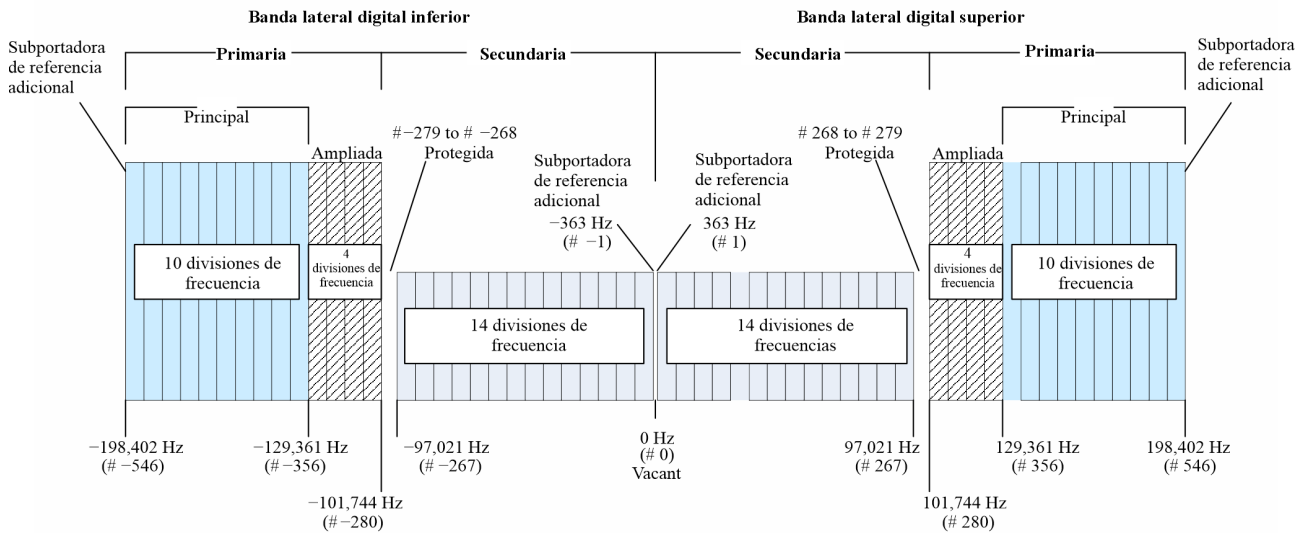 Banda lateral digital inferior
Banda lateral digital superior
Subportadora
de referencia
adicional
Primaria
Secundaria
Secundaria
Primaria
Subportadora
de referencia
adicional
Principal
Principal
#−279 to # −268
Protegida
# 268 to # 279
Protegida
Ampliada
Ampliada
Subportadora
de referencia
adicional
−363 Hz
(# −1)
Subportadora
de referencia
adicional
363 Hz
(# 1)
10 divisiones de
frecuencia
4
divisiones de
frecuencia
4
divisiones de
frecuencia
10 divisiones de
frecuencia
14 divisiones de
frecuencia
14 divisiones de
frecuencias
−198,402 Hz
(# −546)
−129,361 Hz
(#−356)
−97,021 Hz
(# −267)
0 Hz
(# 0)
Vacant
97,021 Hz
(# 267)
129,361 Hz
(# 356)
198,402 Hz
(# 546)
−101,744 Hz
(#−280)
101,744 Hz
(# 280)